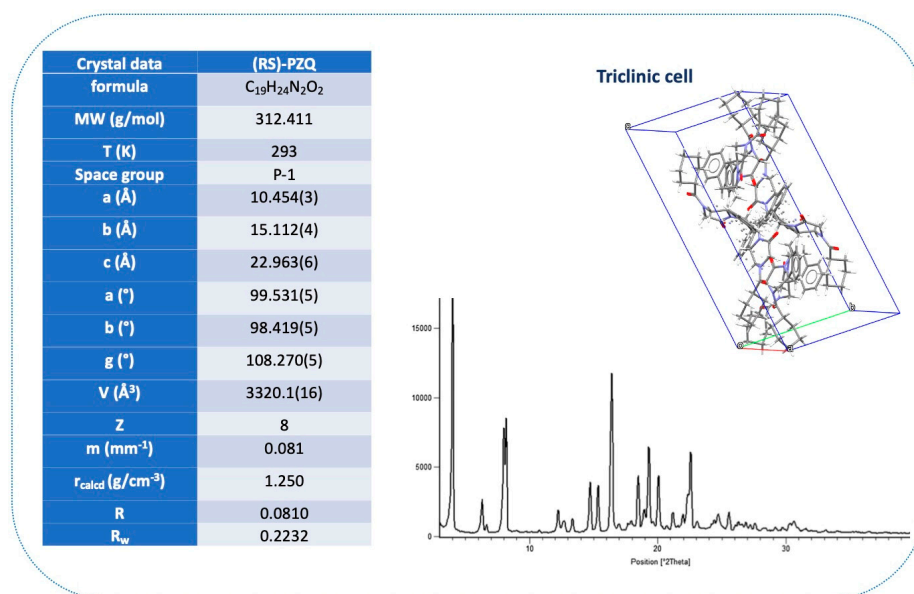 Crystal data (RS)-PZQ
formula C₁₉H₂₄N₂O₂
MW (g/mol) 312.411
T (K) 293
Space group P-1
a (Å) 10.454(3)
b (Å) 15.112(4)
c (Å) 22.963(6)
a (°) 99.531(5)
b (°) 98.419(5)
g (°) 108.270(5)
V (Å³) 3320.1(16)
Z 8
m (mm⁻¹) 0.081
r_calcd (g/cm⁻³) 1.250
R 0.0810
R_w 0.2232
Triclinic cell
c
b
o
a
15000
10000
5000
0
10 20 30
Position [°2Theta]